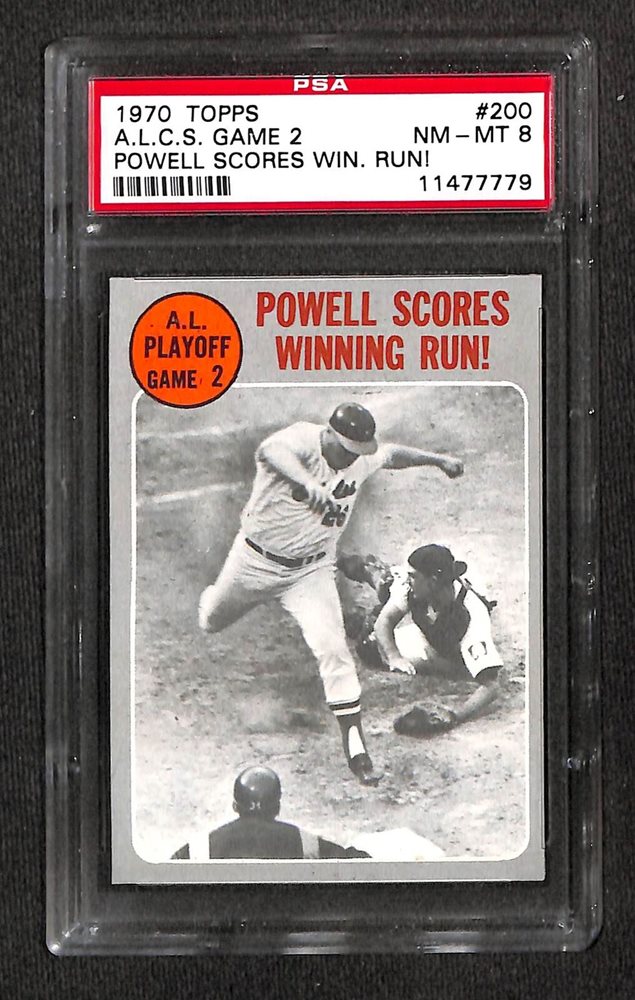 PSA
1970 TOPPS #200
A.L.C.S. GAME 2 NM – MT 8
POWELL SCORES WIN. RUN!
11477779
A.L.
PLAYOFF
GAME 2
POWELL SCORES
WINNING RUN!
26